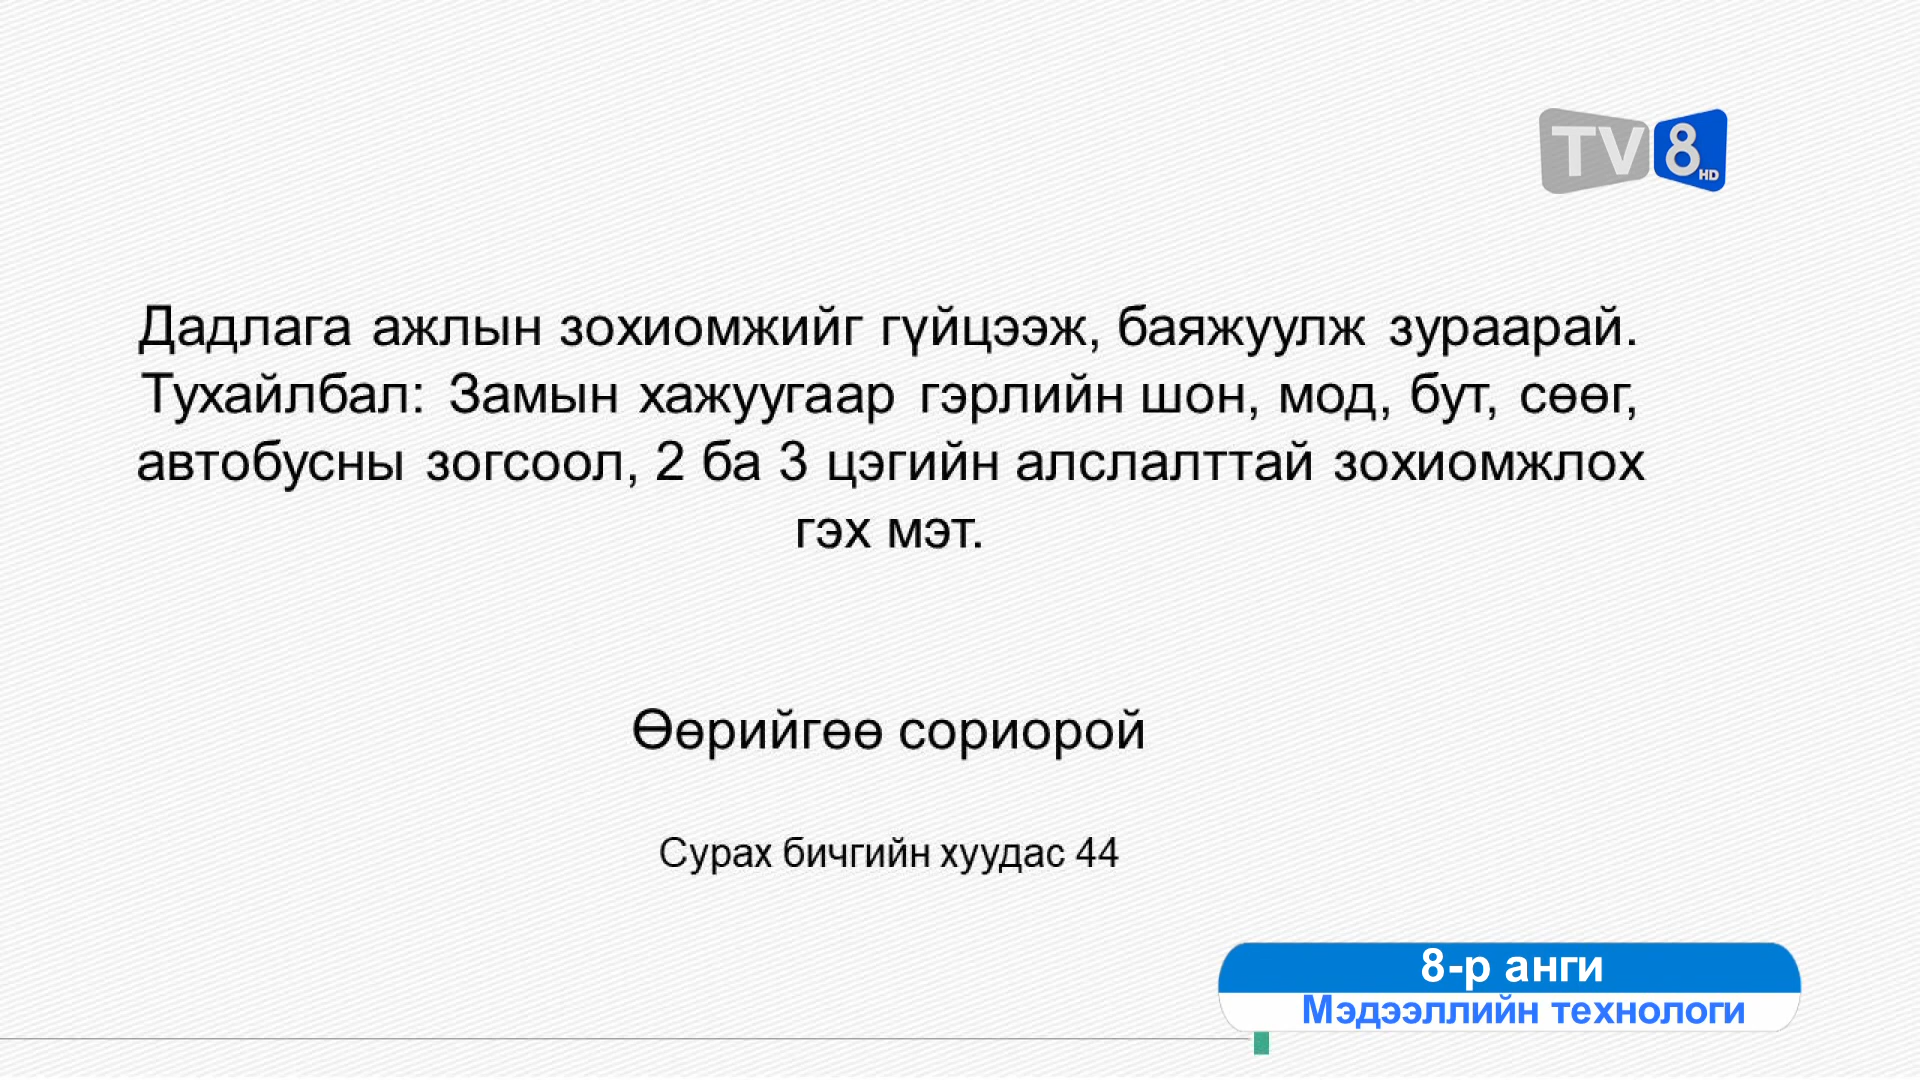 TV8 HD
Дадлага ажлын зохиомжийг гүйцээж, баяжуулж зураарай.
Тухайлбал: Замын хажуугаар гэрлийн шон, мод, бут, сөөг,
автобусны зогсоол, 2 ба 3 цэгийн алслалттай зохиомжлох
гэх мэт.
Өөрийгөө сориорой
Сурах бичгийн хуудас 44
8-р анги
Мэдээллийн технологи